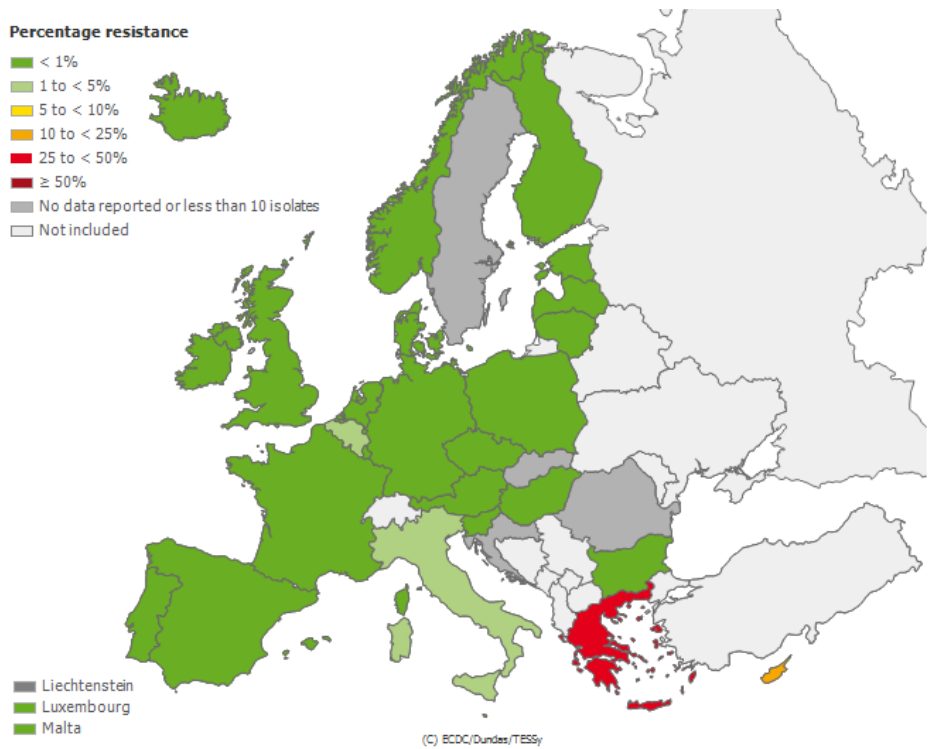 Percentage resistance
< 1%
1 to < 5%
5 to < 10%
10 to < 25%
25 to < 50%
≥ 50%
No data reported or less than 10 isolates
Not included
Liechtenstein
Luxembourg
Malta
(C) ECDC/Dundas/TESSy